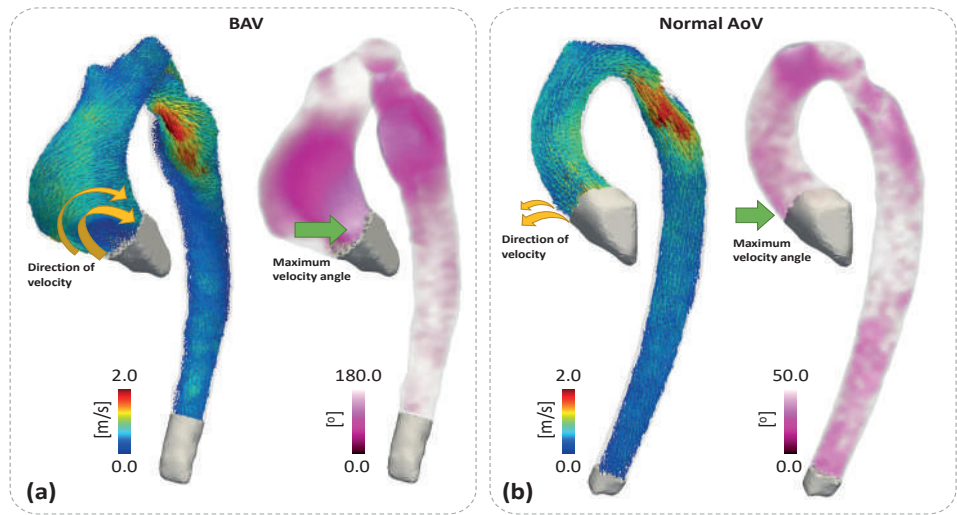 BAV
Normal AoV
Direction of
velocity
Maximum
velocity angle
2.0
[m/s]
0.0
180.0
[º]
0.0
(a)
Direction of
velocity
Maximum
velocity angle
2.0
[m/s]
0.0
50.0
[º]
0.0
(b)